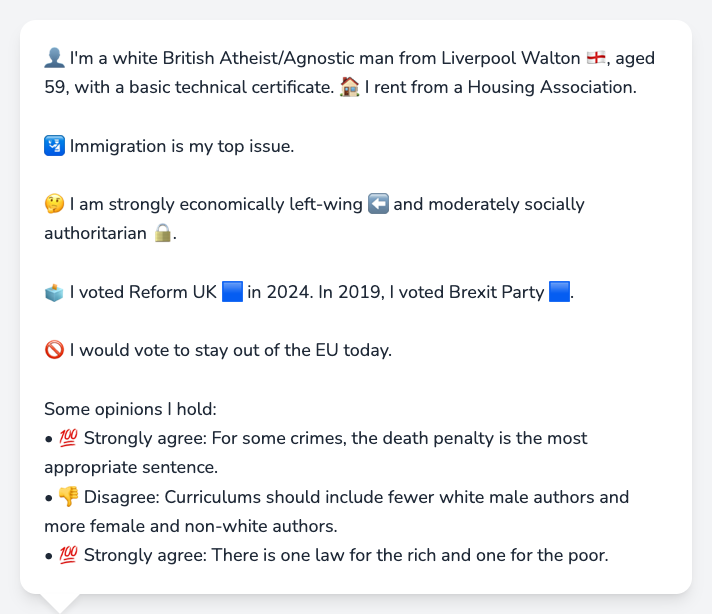 👤 I'm a white British Atheist/Agnostic man from Liverpool Walton 🏴󠁧󠁢󠁥󠁮󠁧󠁿, aged
59, with a basic technical certificate. 🏠 I rent from a Housing Association.
🛂 Immigration is my top issue.
🤔 I am strongly economically left-wing ⬅️ and moderately socially
authoritarian 🔒.
🗳️ I voted Reform UK 🟦 in 2024. In 2019, I voted Brexit Party 🟦.
🚫 I would vote to stay out of the EU today.
Some opinions I hold:
• 💯 Strongly agree: For some crimes, the death penalty is the most
appropriate sentence.
• 👎 Disagree: Curriculums should include fewer white male authors and
more female and non-white authors.
• 💯 Strongly agree: There is one law for the rich and one for the poor.